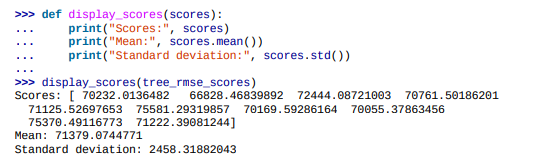 >>> def display_scores(scores):
...     print("Scores:", scores)
...     print("Mean:", scores.mean())
...     print("Standard deviation:", scores.std())
...
>>> display_scores(tree_rmse_scores)
Scores: [ 70232.0136482   66828.46839892  72444.08721003  70761.50186201
  71125.52697653  75581.29319857  70169.59286164  70055.37863456
  75370.49116773  71222.39081244]
Mean: 71379.0744771
Standard deviation: 2458.31882043